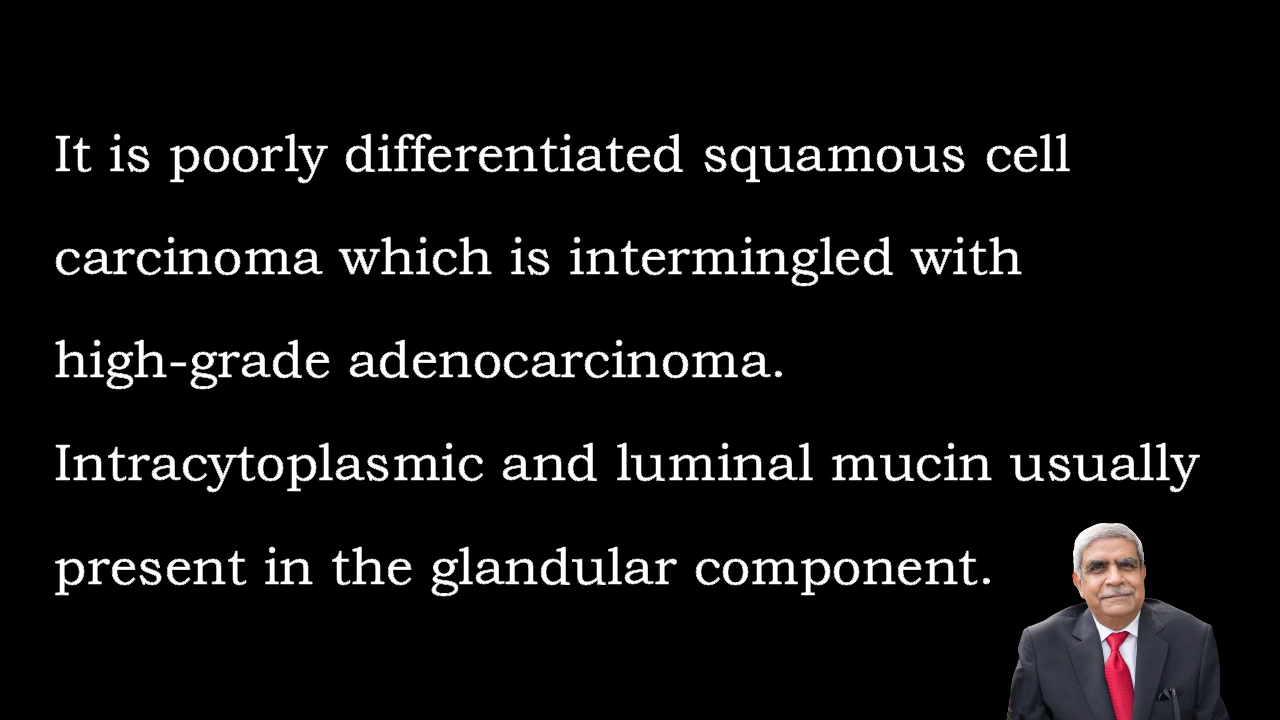 It is poorly differentiated squamous cell
carcinoma which is intermingled with
high-grade adenocarcinoma.
Intracytoplasmic and luminal mucin usually
present in the glandular component.